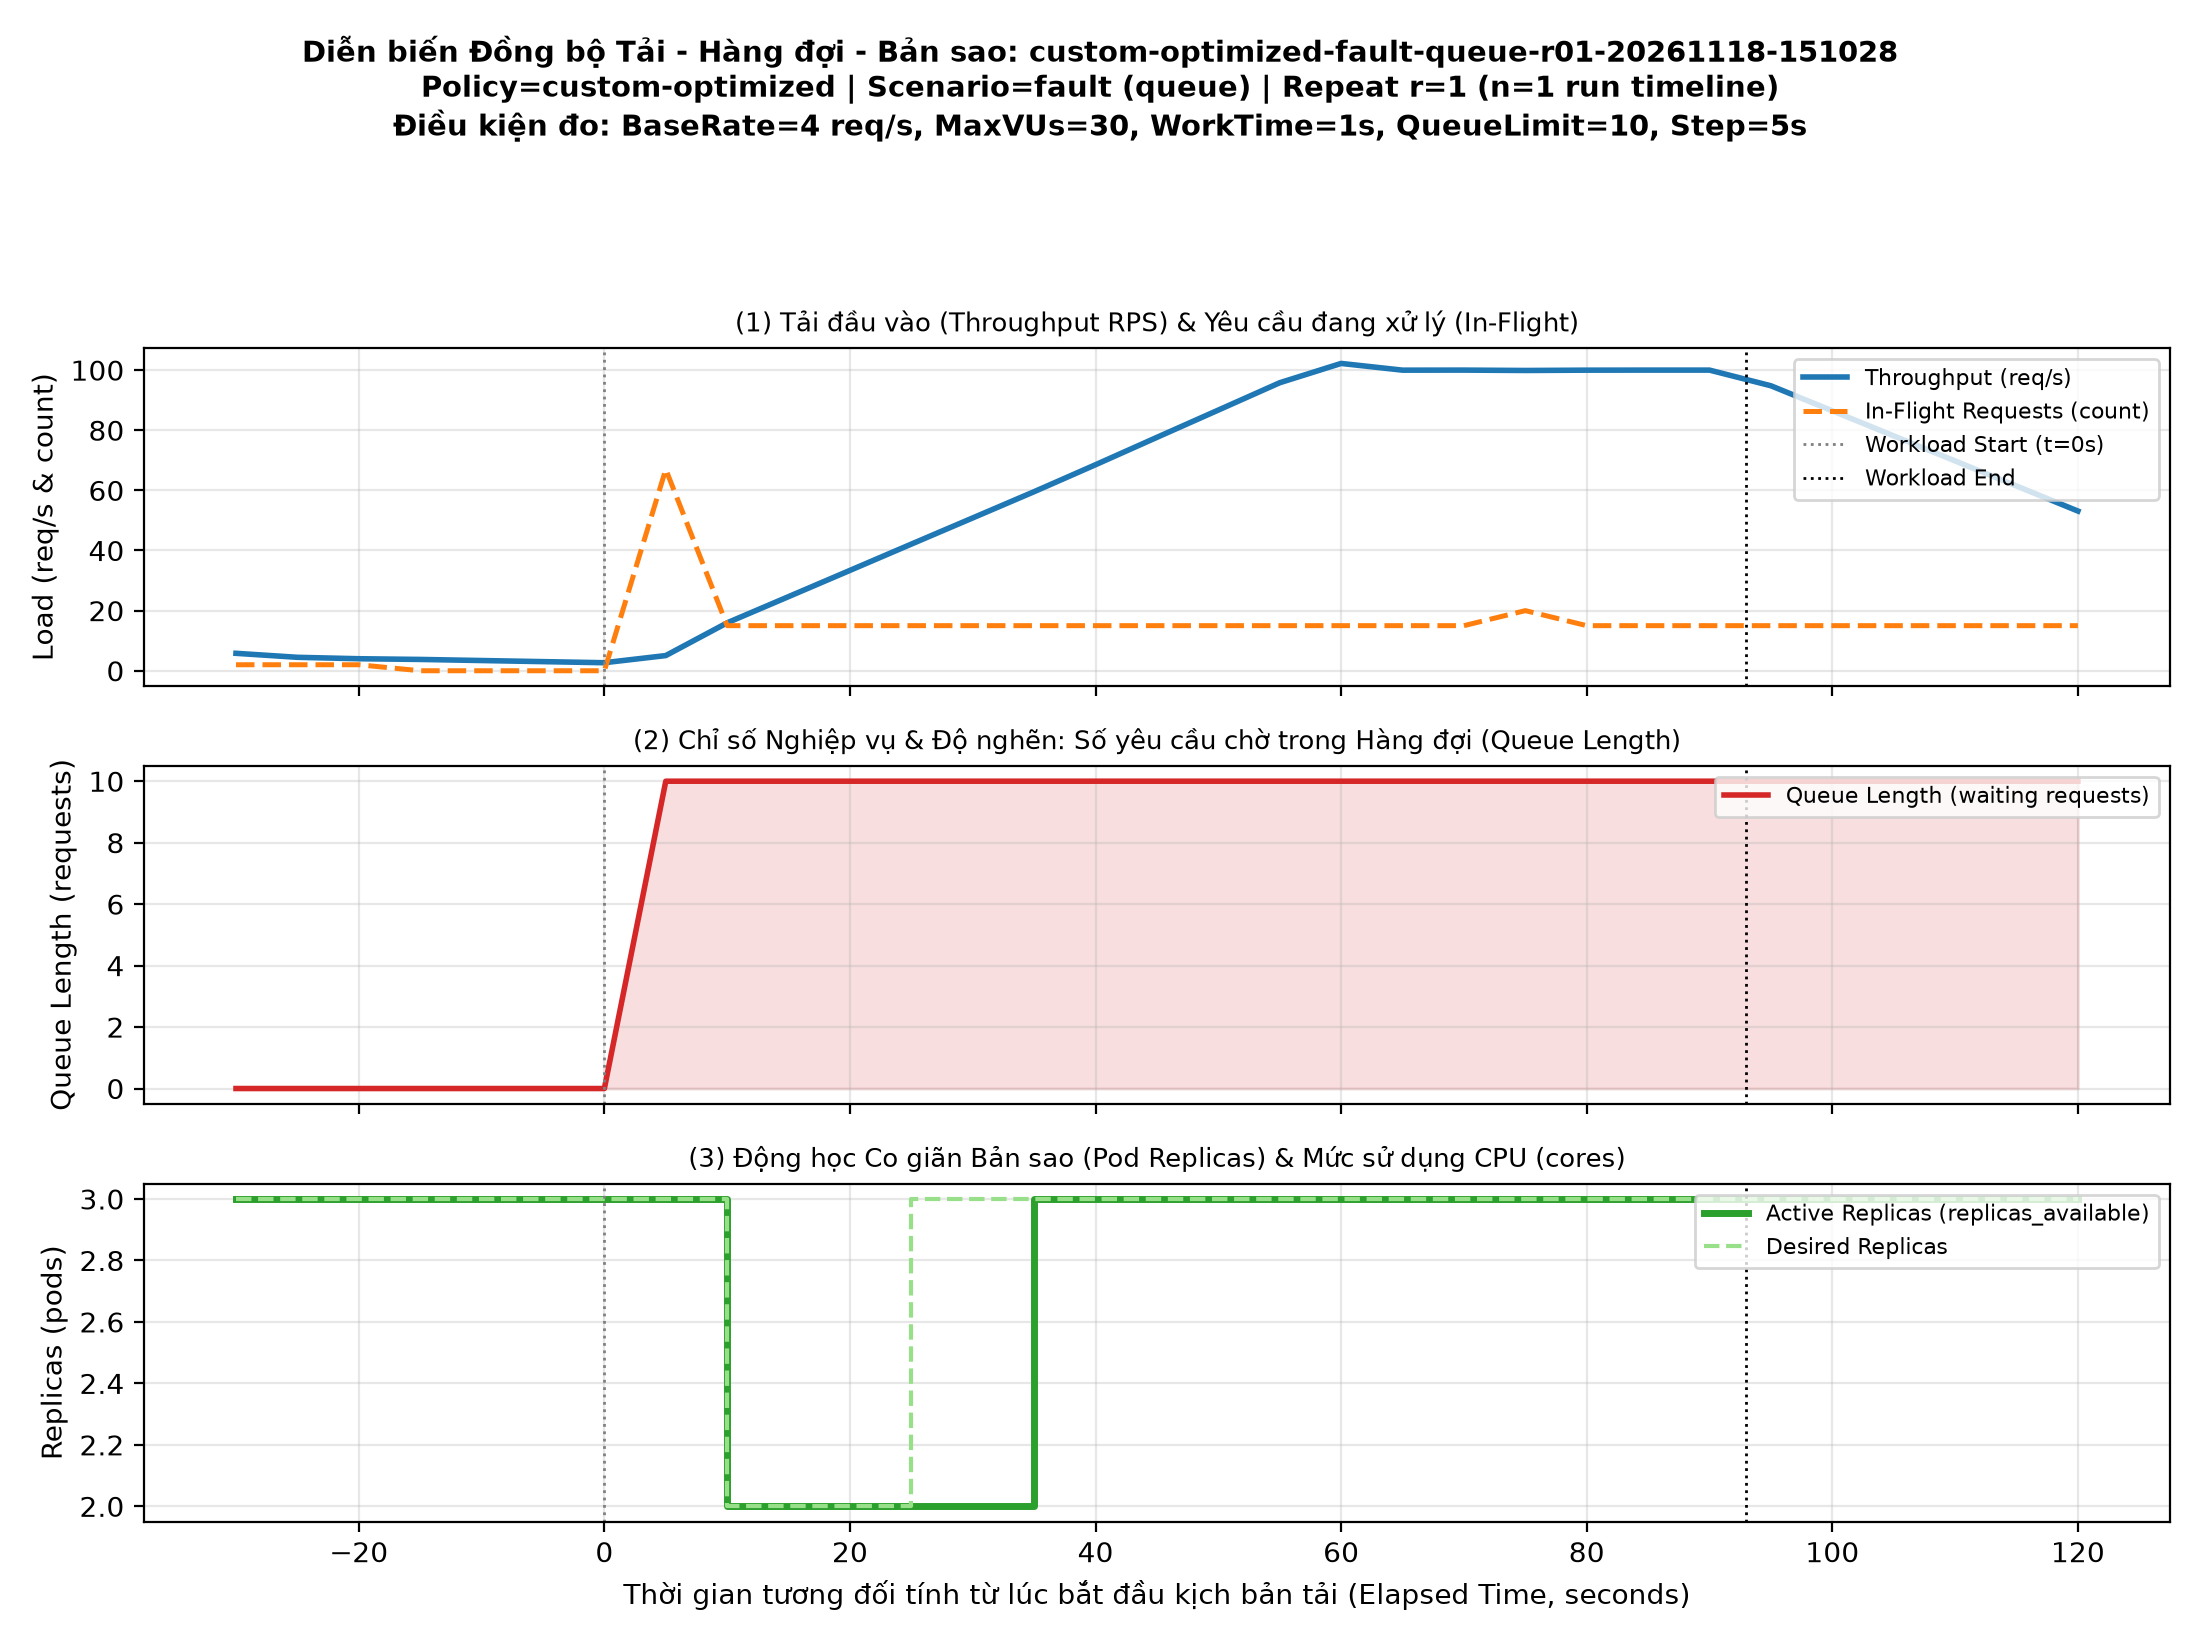 Diễn biến Đồng bộ Tải - Hàng đợi - Bản sao: custom-optimized-fault-queue-r01-20261118-151028
Policy=custom-optimized | Scenario=fault (queue) | Repeat r=1 (n=1 run timeline)
Điều kiện đo: BaseRate=4 req/s, MaxVUs=30, WorkTime=1s, QueueLimit=10, Step=5s
(1) Tải đầu vào (Throughput RPS) & Yêu cầu đang xử lý (In-Flight)
Load (req/s & count)
100
80
60
40
20
0
Throughput (req/s)
In-Flight Requests (count)
Workload Start (t=0s)
Workload End
(2) Chỉ số Nghiệp vụ & Độ nghẽn: Số yêu cầu chờ trong Hàng đợi (Queue Length)
Queue Length (requests)
10
8
6
4
2
0
Queue Length (waiting requests)
(3) Động học Co giãn Bản sao (Pod Replicas) & Mức sử dụng CPU (cores)
Replicas (pods)
3.0
2.8
2.6
2.4
2.2
2.0
Active Replicas (replicas_available)
Desired Replicas
−20 0 20 40 60 80 100 120
Thời gian tương đối tính từ lúc bắt đầu kịch bản tải (Elapsed Time, seconds)